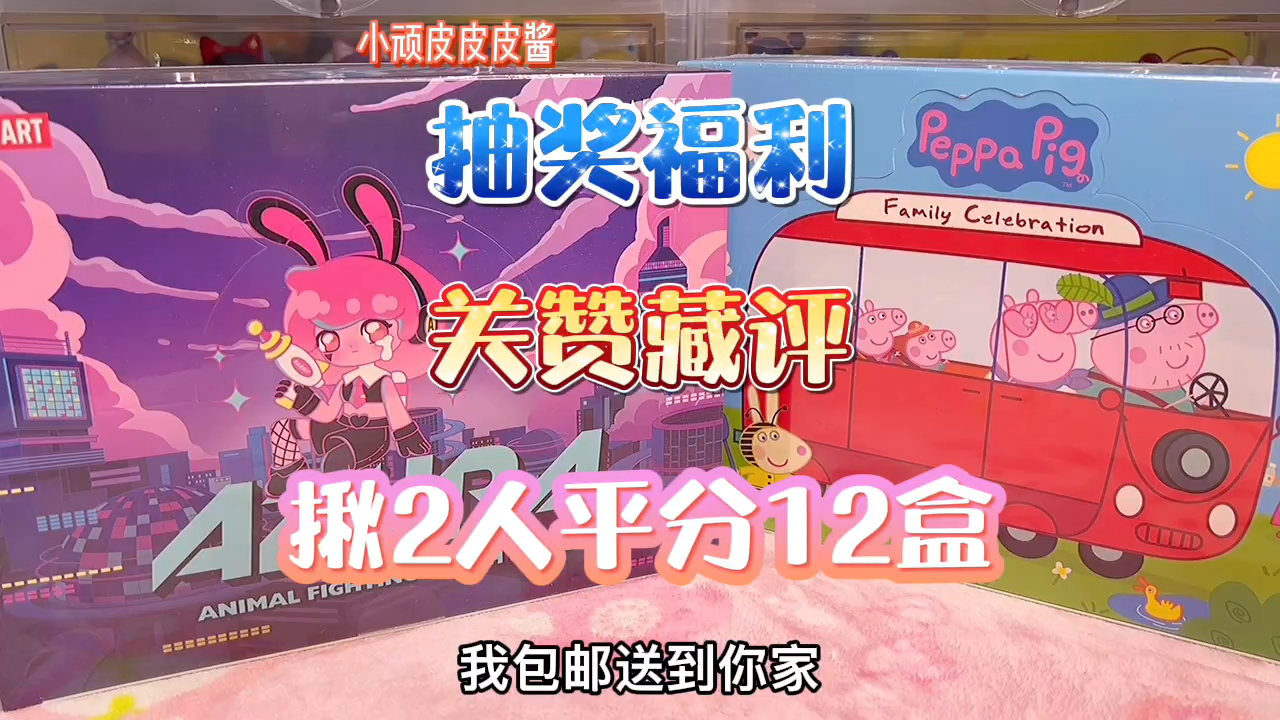 小顽皮皮皮酱
抽奖福利
ART
Peppa Pig
Family Celebration
关赞藏评
揪2人平分12盒
ANIMAL
我包邮送到你家